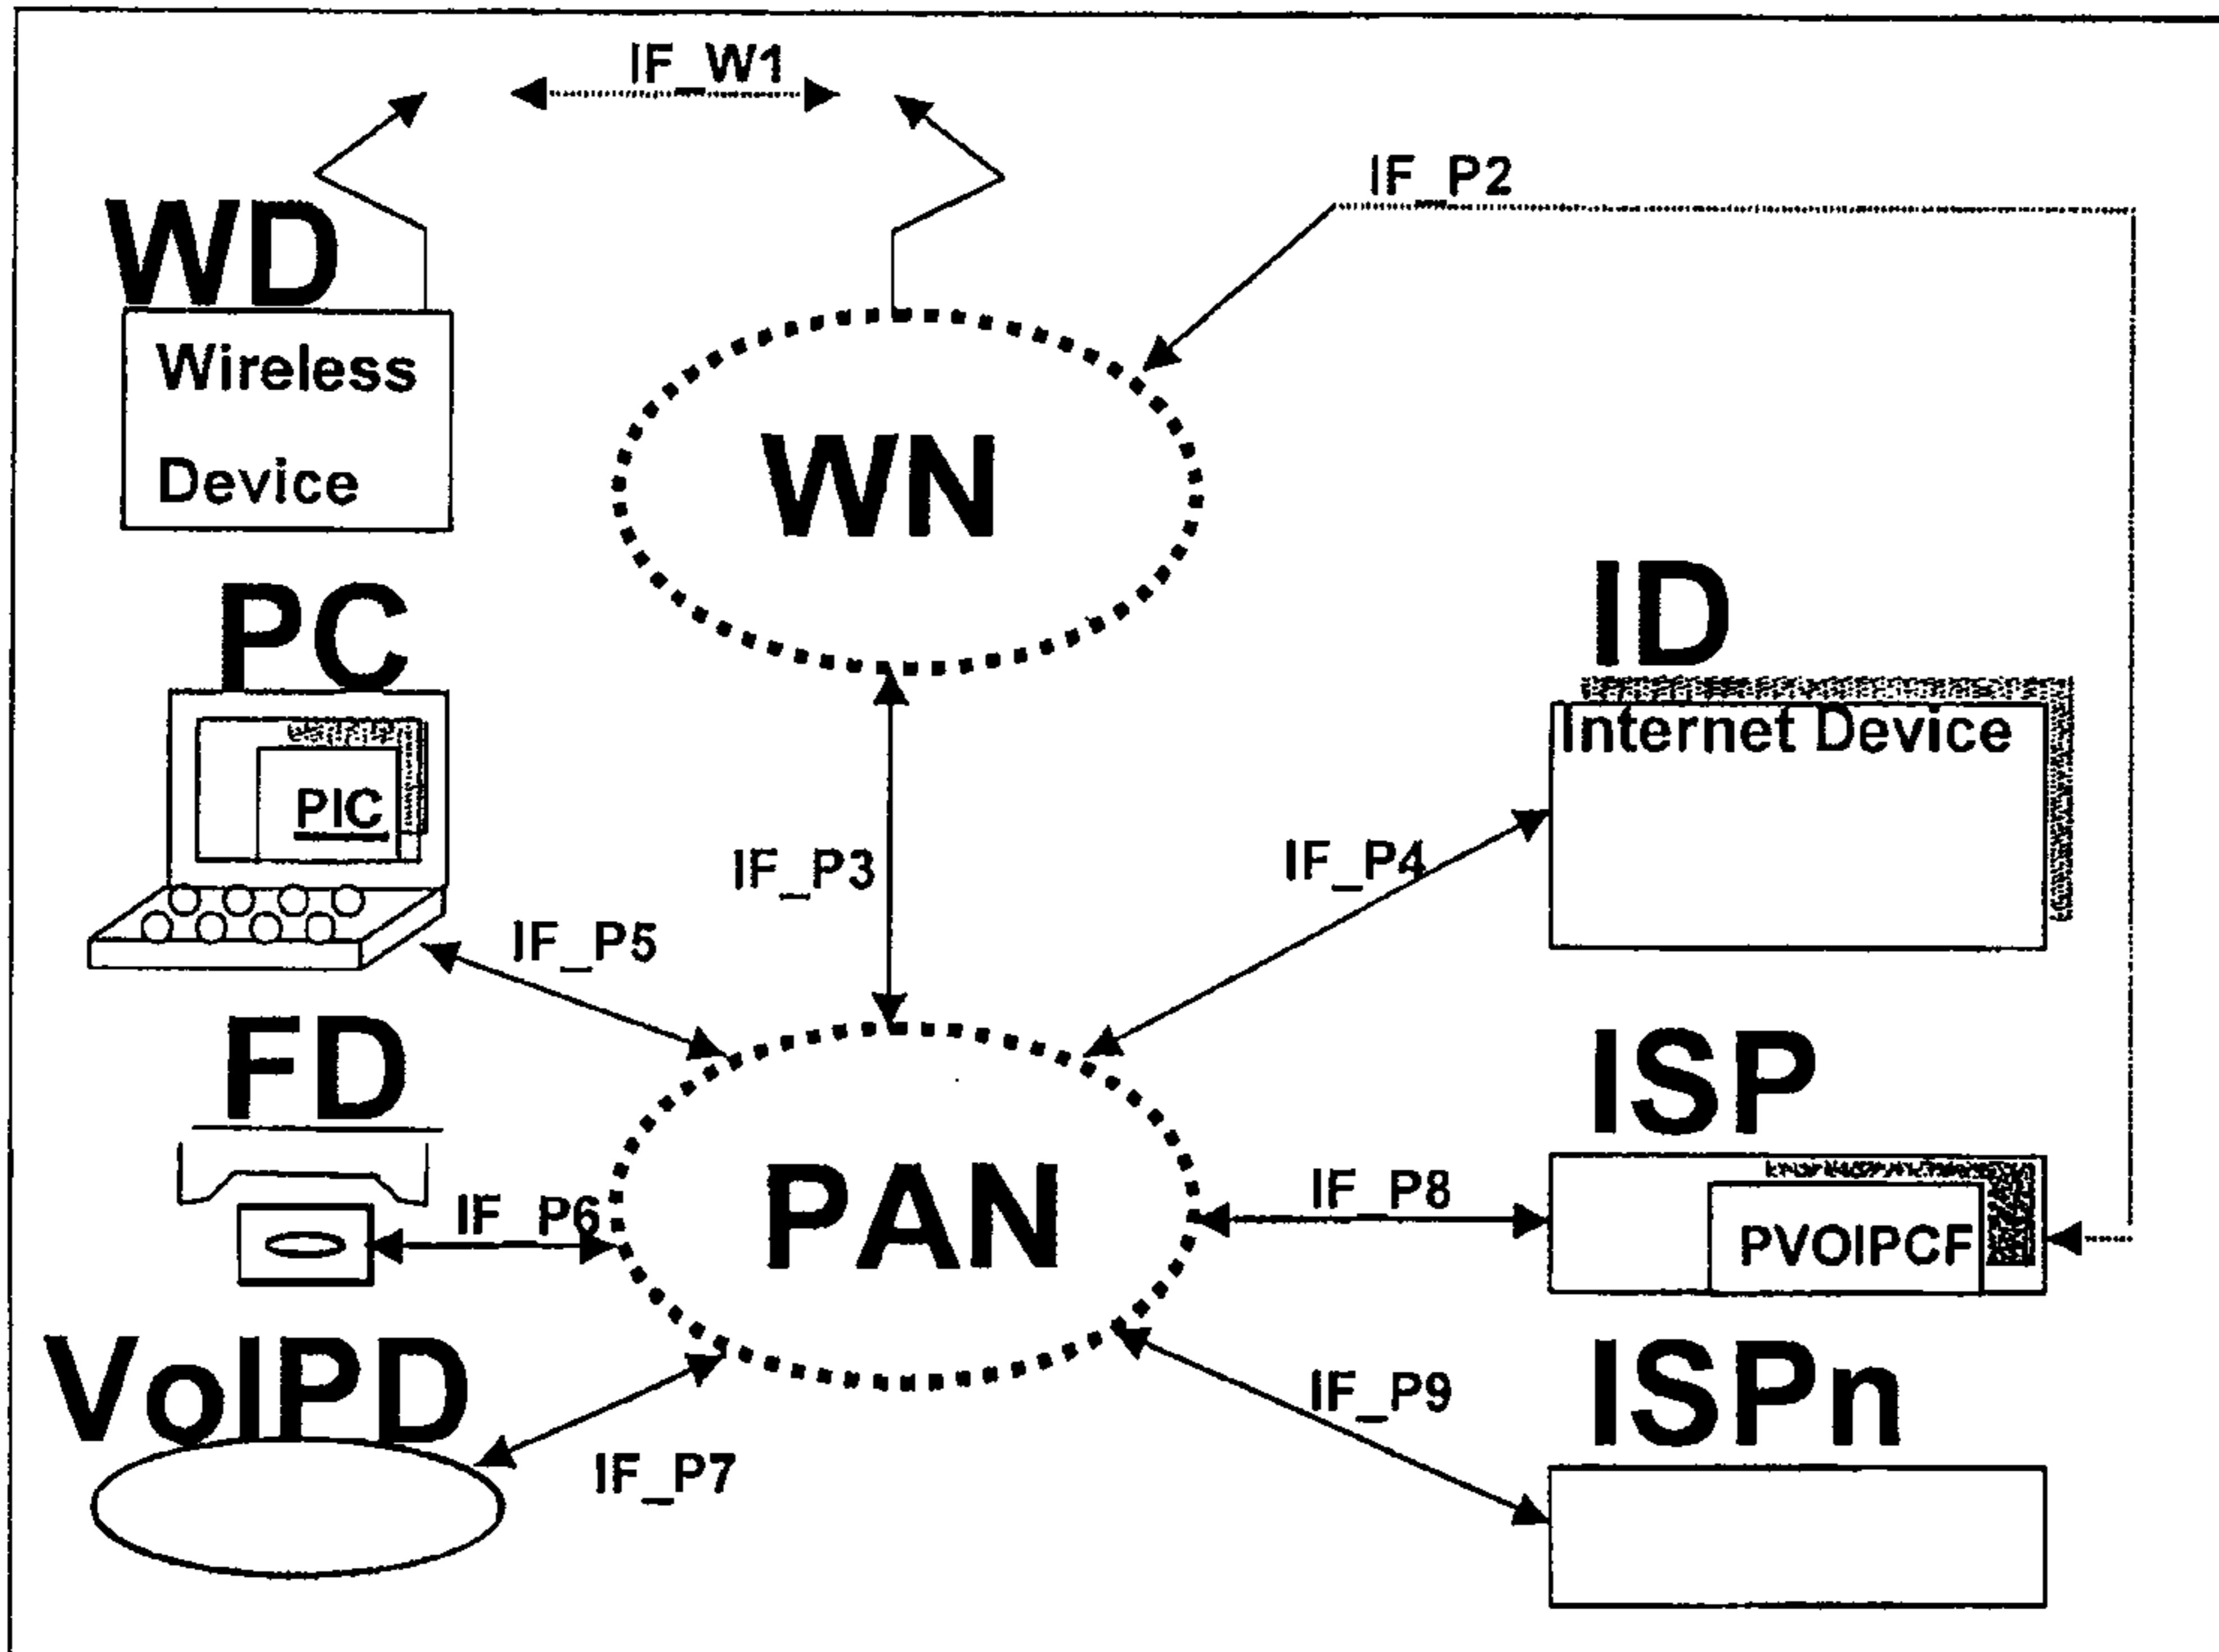 IF_W1
IF_P2
WD
Wireless
Device
WN
PC
PIC
ID
Internet Device
IF_P3
IF_P4
IF_P5
FD
ISP
IF_P6
PAN
IF_P8
PVOIPCF
VoIPD
IF_P7
IF_P9
ISPn